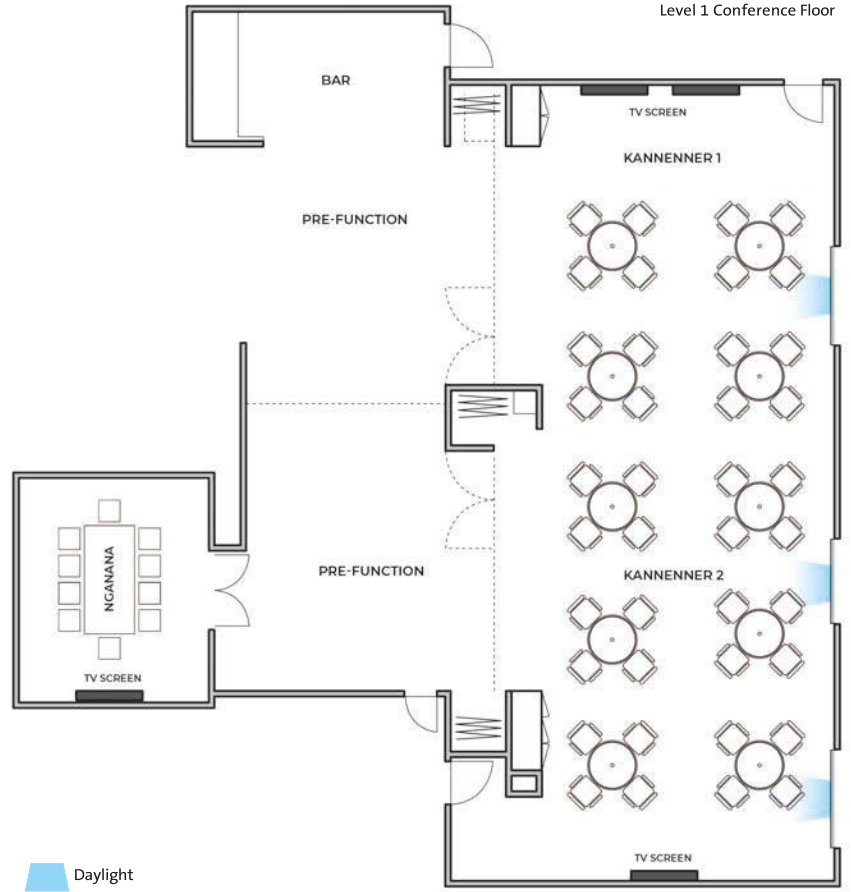 Level 1 Conference Floor
BAR
TV SCREEN
KANNENNER 1
PRE-FUNCTION
PRE-FUNCTION
KANNENNER 2
NGANANA
TV SCREEN
TV SCREEN
Daylight